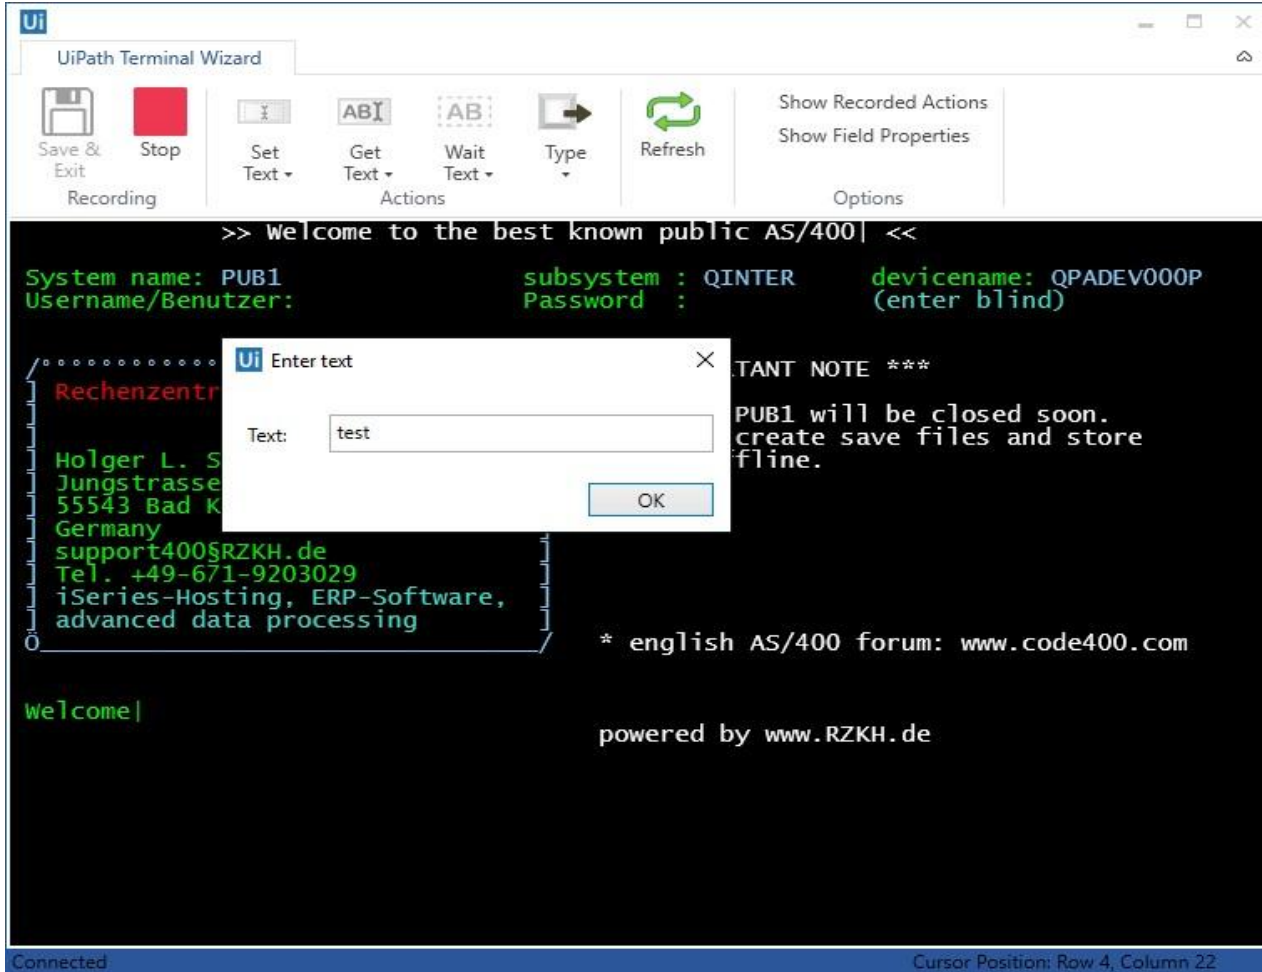 Ui
UiPath Terminal Wizard
Save & Exit
Stop
Set Text
Get Text
Wait Text
Type
Refresh
Show Recorded Actions
Show Field Properties
Recording
Actions
Options
>> Welcome to the best known public AS/400| <<
System name: PUB1 subsystem : QINTER devicename: QPADEV000P
Username/Benutzer: Password : (enter blind)
Ui Enter text
TANT NOTE ***
Rechenzentr
PUB1 will be closed soon.
Text: test
create save files and store
Holger L. S
fline.
Jungstrasse
55543 Bad K
OK
Germany
support400§RZKH.de
Tel. +49-671-9203029
iSeries-Hosting, ERP-Software,
advanced data processing
* english AS/400 forum: www.code400.com
Welcome|
powered by www.RZKH.de
Connected
Cursor Position: Row 4, Column 22